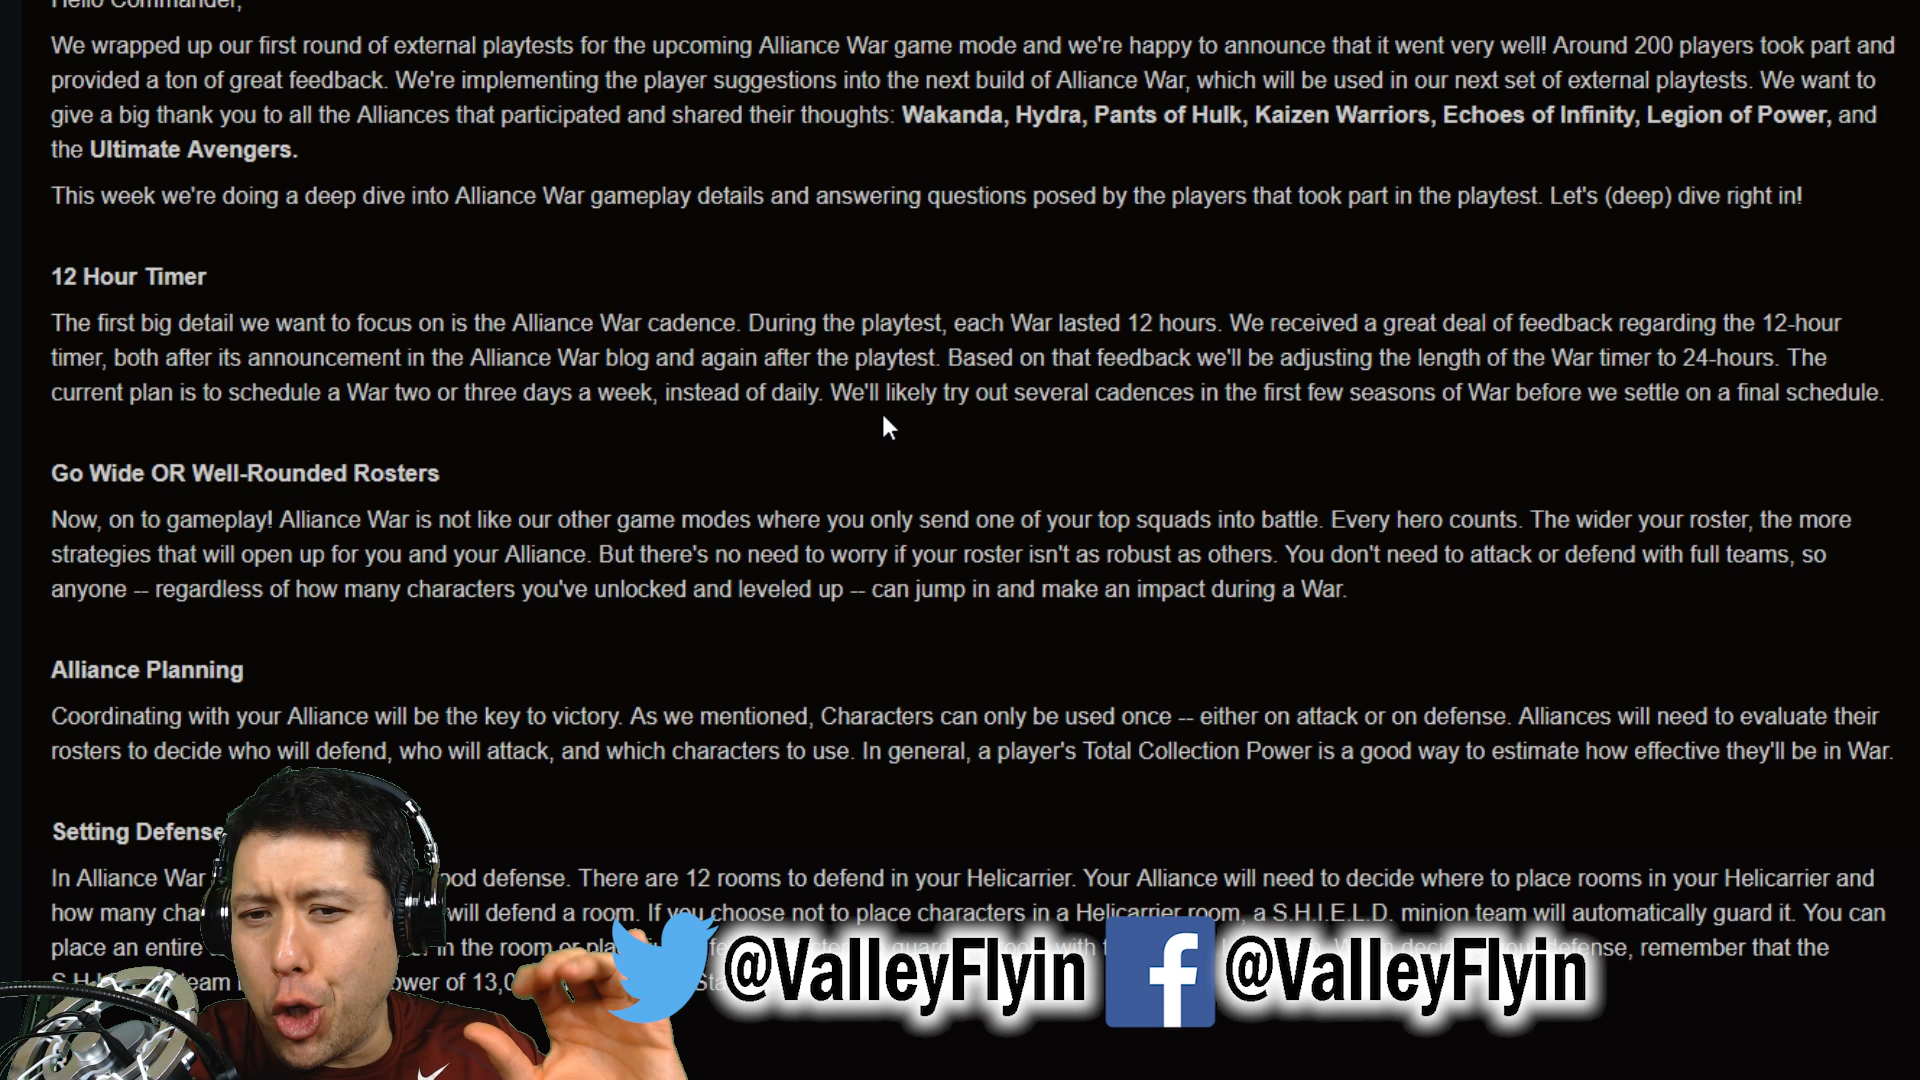 Hello Commander,
We wrapped up our first round of external playtests for the upcoming Alliance War game mode and we're happy to announce that it went very well! Around 200 players took part and
provided a ton of great feedback. We're implementing the player suggestions into the next build of Alliance War, which will be used in our next set of external playtests. We want to
give a big thank you to all the Alliances that participated and shared their thoughts: Wakanda, Hydra, Pants of Hulk, Kaizen Warriors, Echoes of Infinity, Legion of Power, and
the Ultimate Avengers.
This week we're doing a deep dive into Alliance War gameplay details and answering questions posed by the players that took part in the playtest. Let's (deep) dive right in!
12 Hour Timer
The first big detail we want to focus on is the Alliance War cadence. During the playtest, each War lasted 12 hours. We received a great deal of feedback regarding the 12-hour
timer, both after its announcement in the Alliance War blog and again after the playtest. Based on that feedback we'll be adjusting the length of the War timer to 24-hours. The
current plan is to schedule a War two or three days a week, instead of daily. We'll likely try out several cadences in the first few seasons of War before we settle on a final schedule.
Go Wide OR Well-Rounded Rosters
Now, on to gameplay! Alliance War is not like our other game modes where you only send one of your top squads into battle. Every hero counts. The wider your roster, the more
strategies that will open up for you and your Alliance. But there's no need to worry if your roster isn't as robust as others. You don't need to attack or defend with full teams, so
anyone -- regardless of how many characters you've unlocked and leveled up -- can jump in and make an impact during a War.
Alliance Planning
Coordinating with your Alliance will be the key to victory. As we mentioned, Characters can only be used once -- either on attack or on defense. Alliances will need to evaluate their
rosters to decide who will defend, who will attack, and which characters to use. In general, a player's Total Collection Power is a good way to estimate how effective they'll be in War.
Setting Defense
In Alliance War defense. There are 12 rooms to defend in your Helicarrier. Your Alliance will need to decide where to place rooms in your Helicarrier and
how many will defend a room. If you choose not to place characters in a Helicarrier room, a S.H.I.E.L.D. minion team will automatically guard it. You can
place an entire in the room or remember that the
team of
@ValleyFlyin @ValleyFlyin